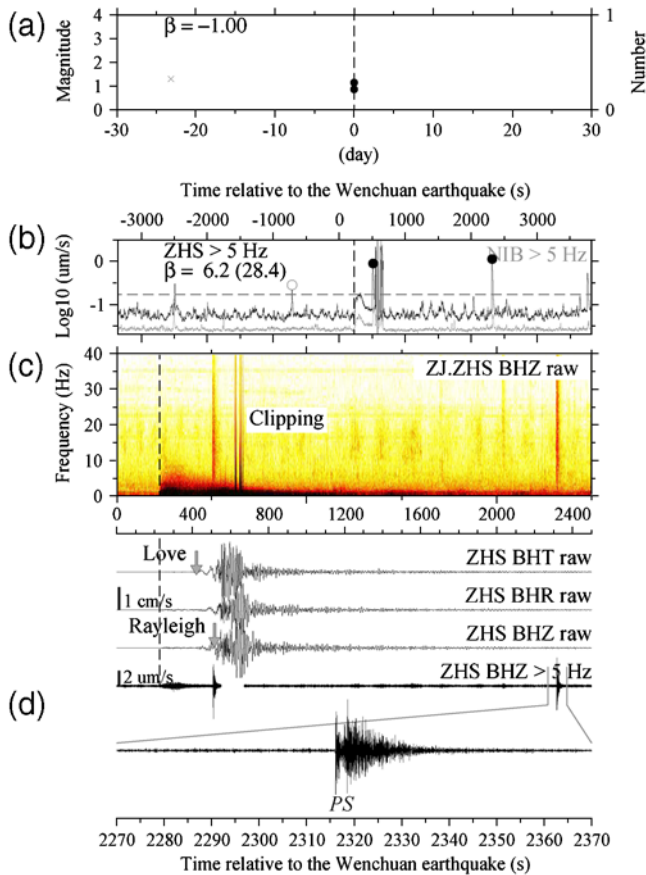 (a)
β = −1.00
Magnitude
4
3
2
1
0
1
0
Number
-30 -20 -10 0 10 20 30
(day)
Time relative to the Wenchuan earthquake (s)
-3000 -2000 -1000 0 1000 2000 3000
(b)
ZHS > 5 Hz
β = 6.2 (28.4)
NIB > 5 Hz
Log10 (um/s)
0
-1
(c)
ZJ.ZHS BHZ raw
Clipping
Frequency (Hz)
40
30
20
10
0
0 400 800 1200 1600 2000 2400
Love
ZHS BHT raw
1 cm/s
ZHS BHR raw
Rayleigh
ZHS BHZ raw
2 um/s
ZHS BHZ > 5 Hz
(d)
PS
2270 2280 2290 2300 2310 2320 2330 2340 2350 2360 2370
Time relative to the Wenchuan earthquake (s)